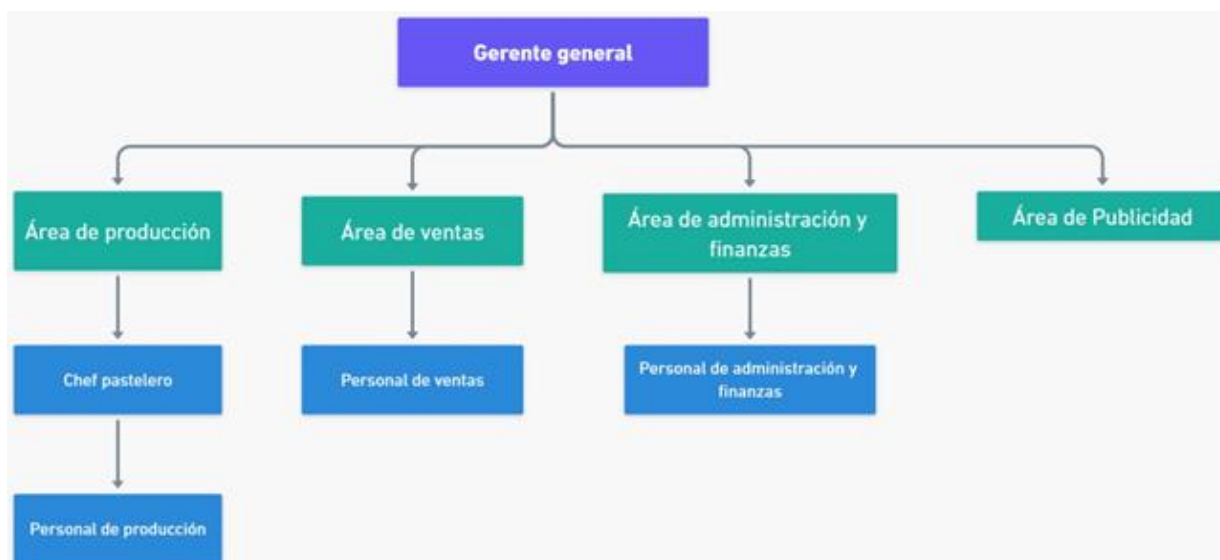 Gerente general
Área de producción
Área de ventas
Área de administración y
finanzas
Área de Publicidad
Chef pastelero
Personal de ventas
Personal de administración y
finanzas
Personal de producción